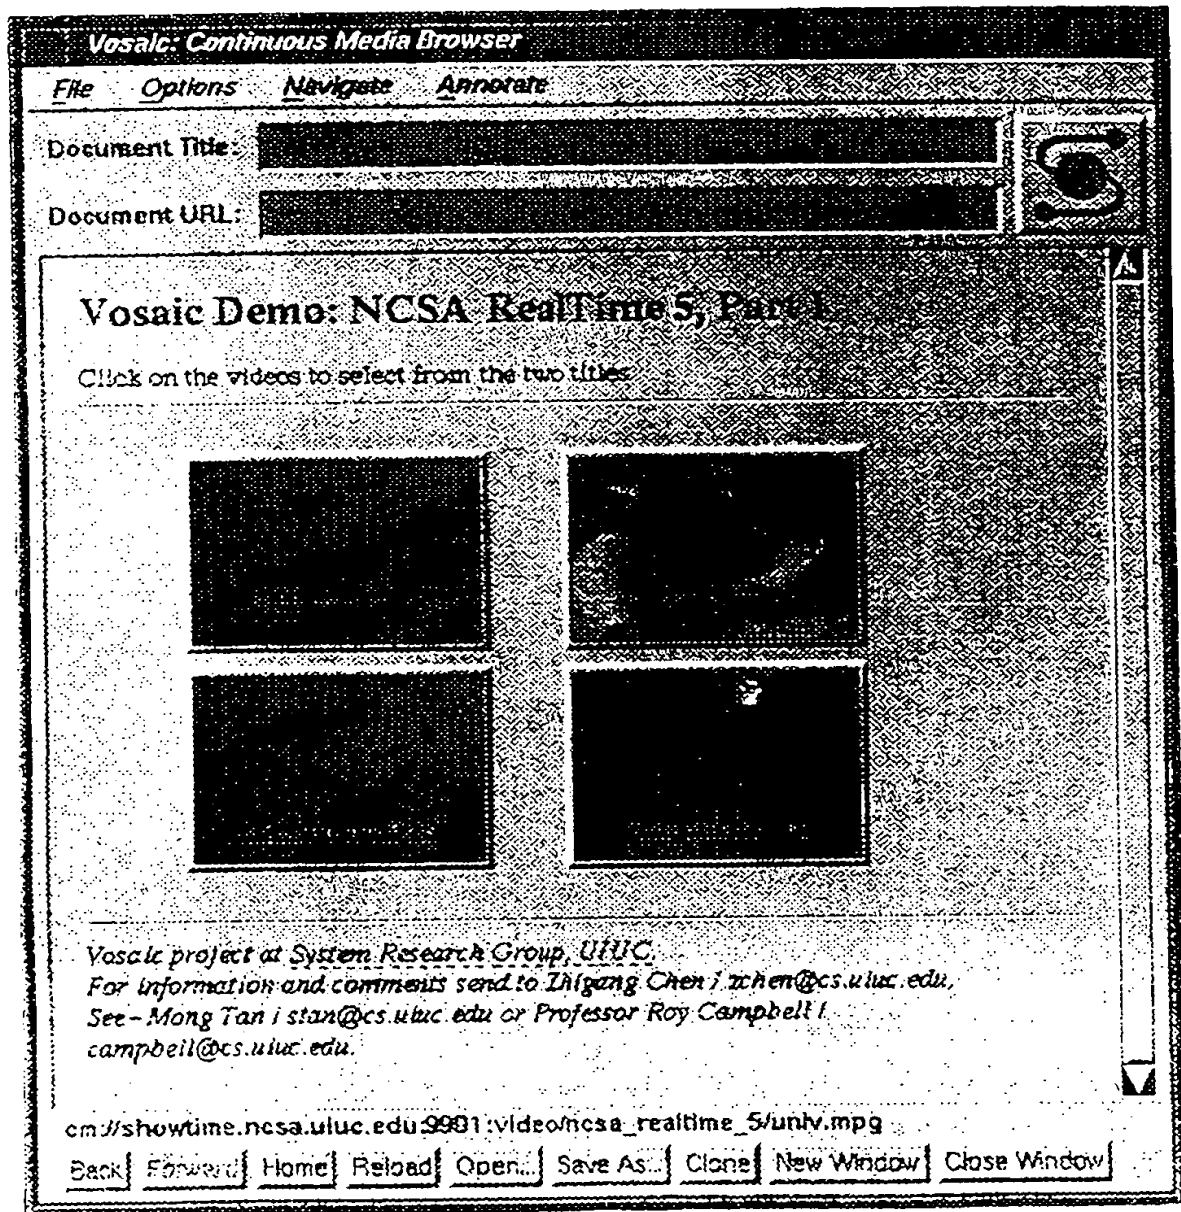 Vosaic: Continuous Media Browser
File Options Navigate Annotate
Document Title:
Document URL:
Vosaic Demo: NCSA RealTime 5, Part 1
Click on the videos to select from the two titles
Vosaic project at System Research Group, UIUC.
For information and comments send to Zhigang Chen / zchen@cs.uiuc.edu,
See-Mong Tan / stan@cs.uiuc.edu or Professor Roy Campbell /
campbell@cs.uiuc.edu.
cm://showtime.ncsa.uiuc.edu:9901:video/ncsa_realtime_5/univ.mpg
Back Forward Home Reload Open... Save As... Clone New Window Close Window